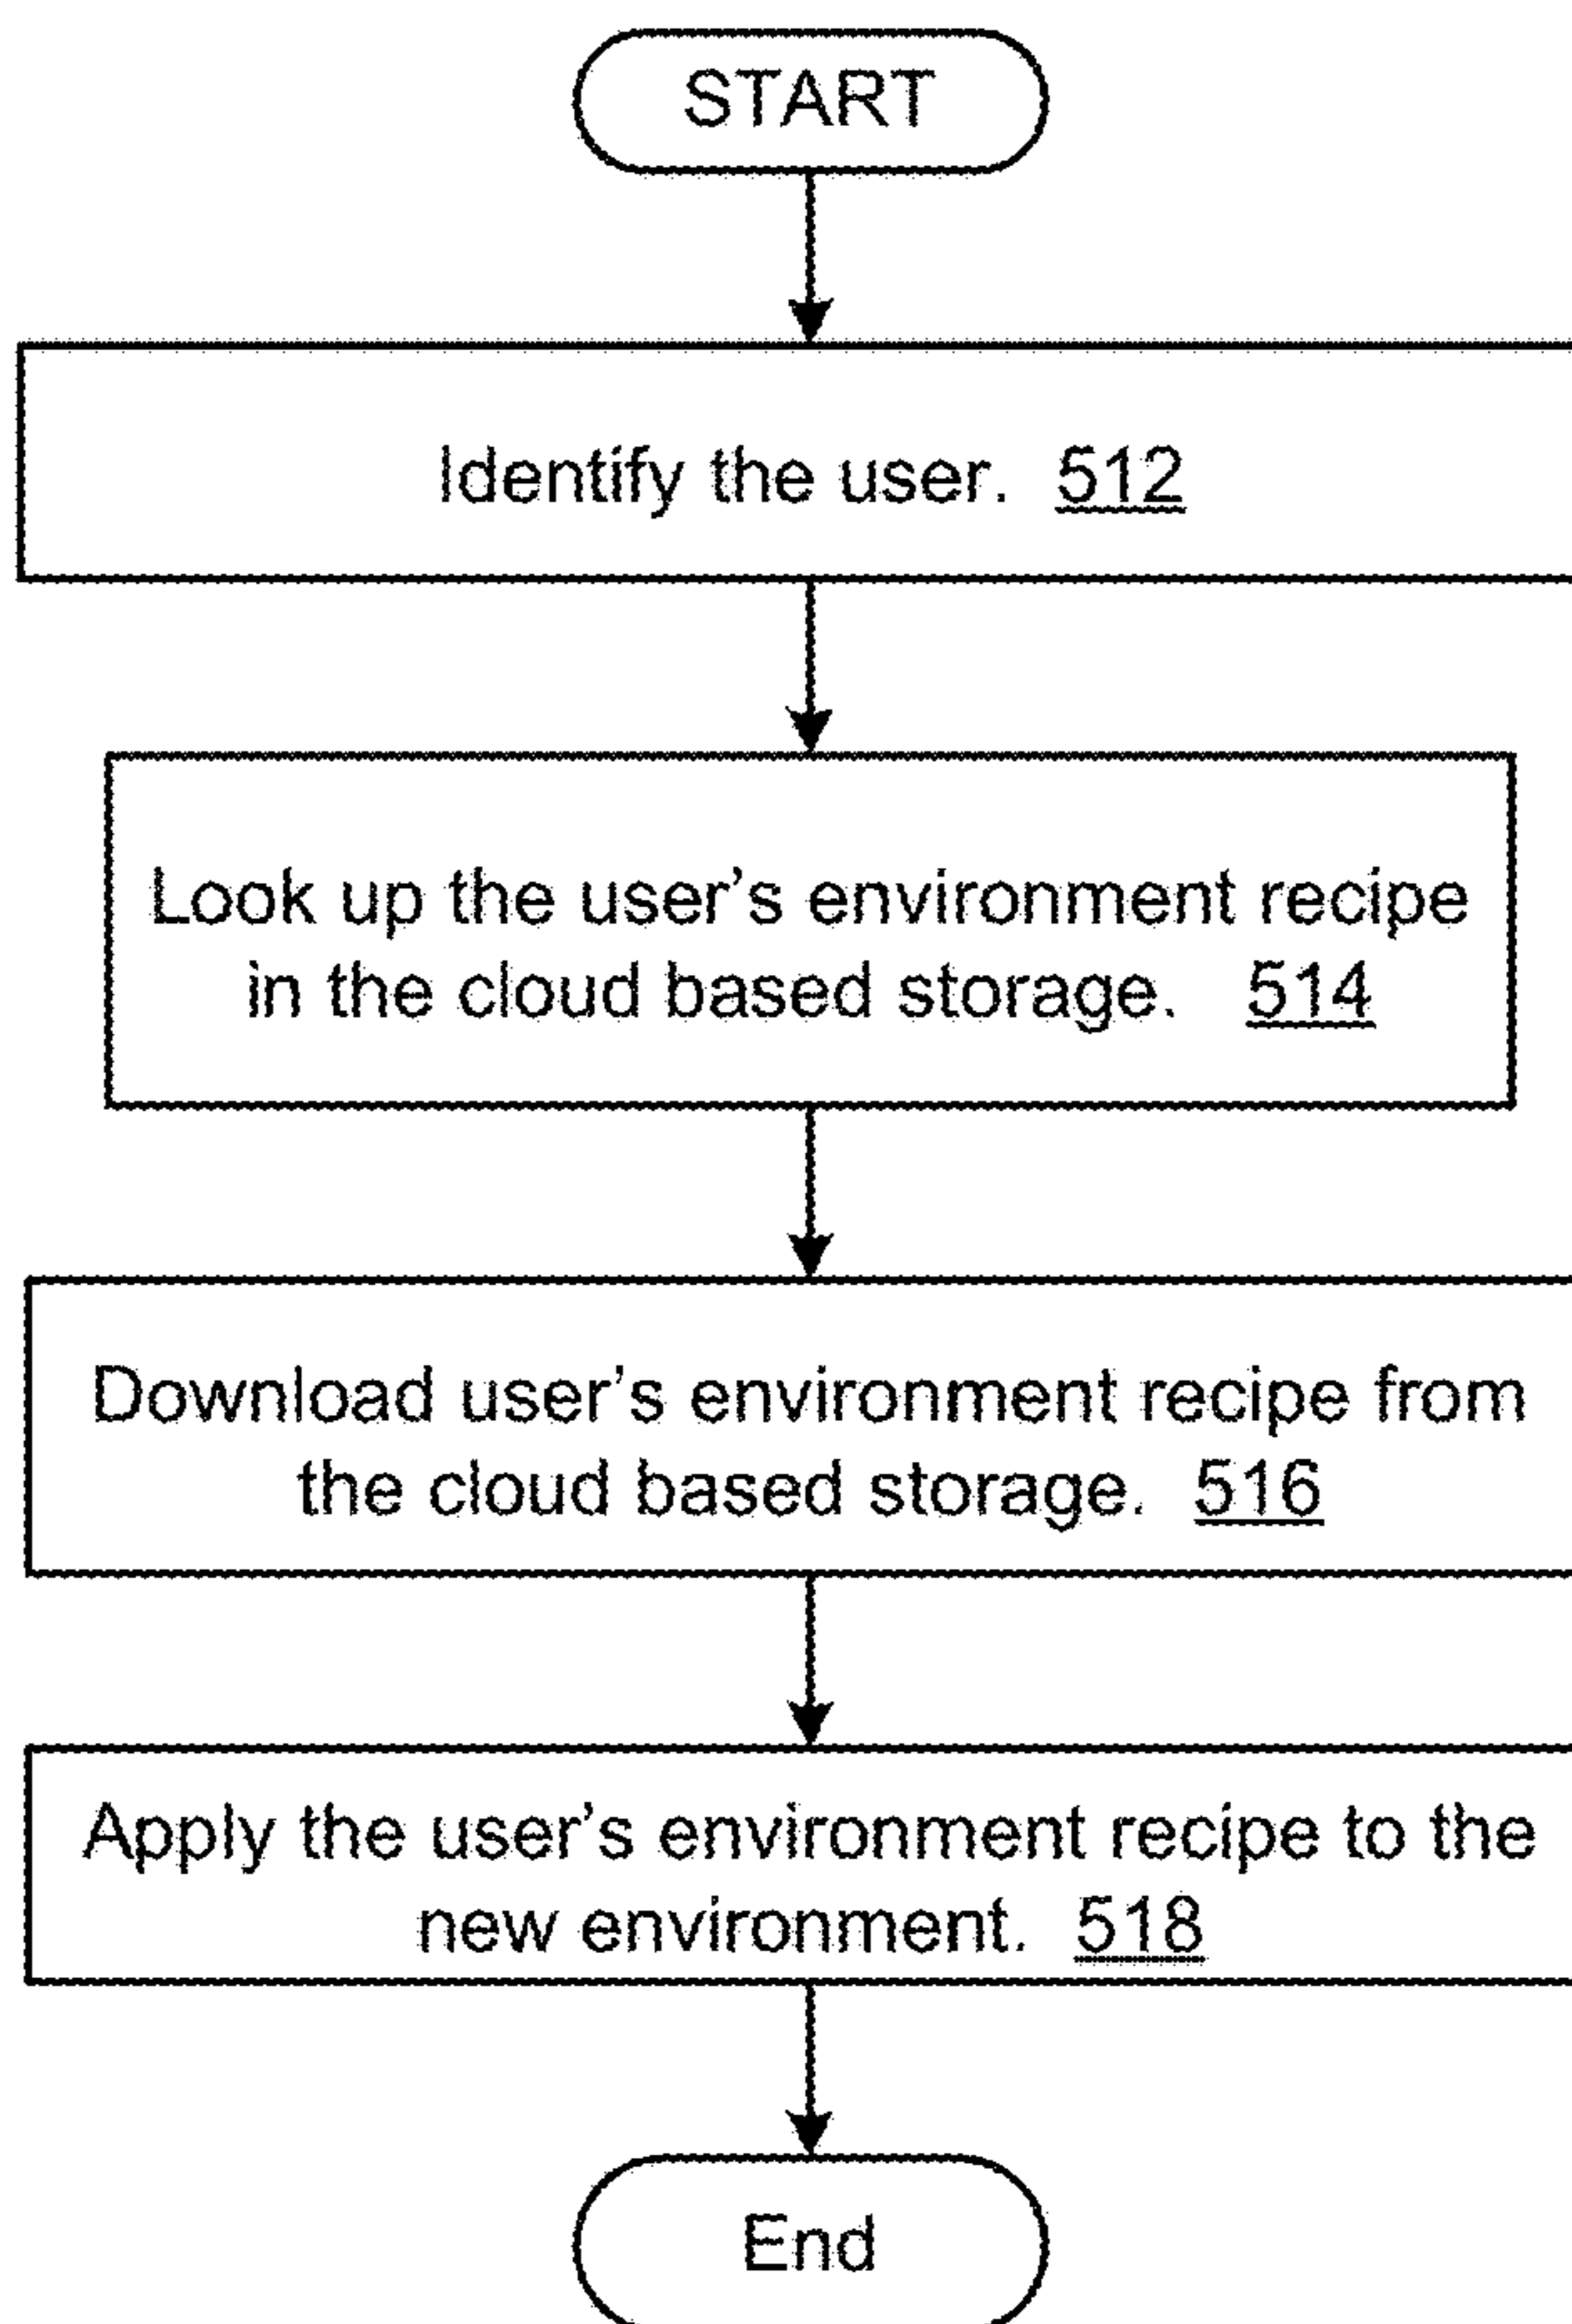 START
Identify the user. 512
Look up the user's environment recipe
in the cloud based storage. 514
Download user's environment recipe from
the cloud based storage. 516
Apply the user's environment recipe to the
new environment. 518
End